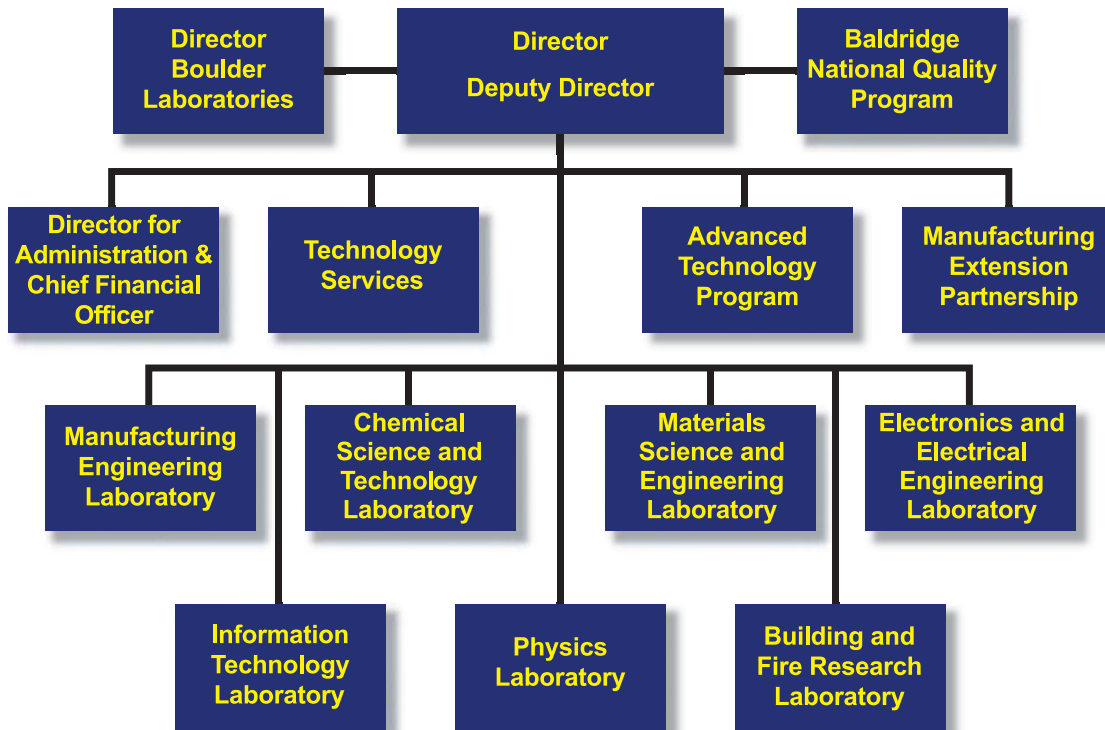 Director
Boulder
Laboratories
Director
Deputy Director
Baldridge
National Quality
Program
Director for
Administration &
Chief Financial
Officer
Technology
Services
Advanced
Technology
Program
Manufacturing
Extension
Partnership
Manufacturing
Engineering
Laboratory
Chemical
Science and
Technology
Laboratory
Materials
Science and
Engineering
Laboratory
Electronics and
Electrical
Engineering
Laboratory
Information
Technology
Laboratory
Physics
Laboratory
Building and
Fire Research
Laboratory